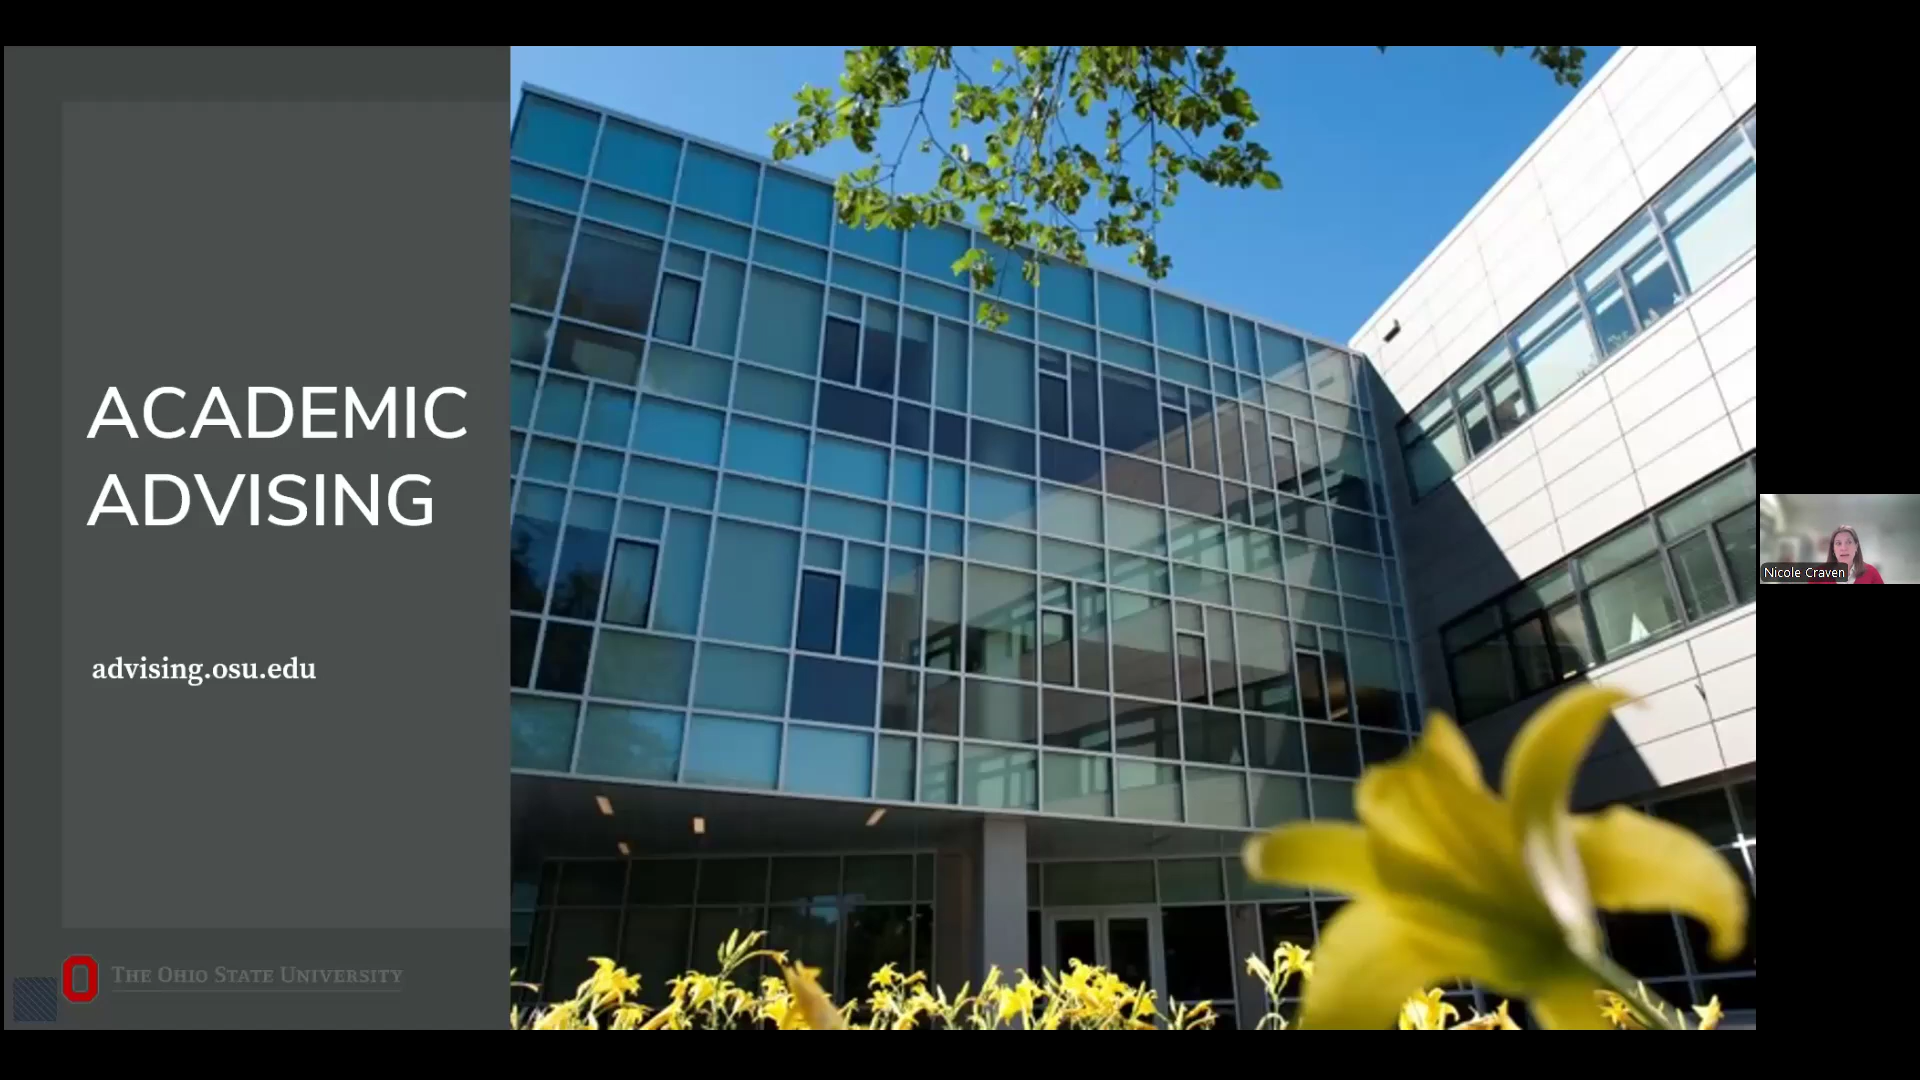 ACADEMIC
ADVISING
advising.osu.edu
THE OHIO STATE UNIVERSITY
Nicole Craven